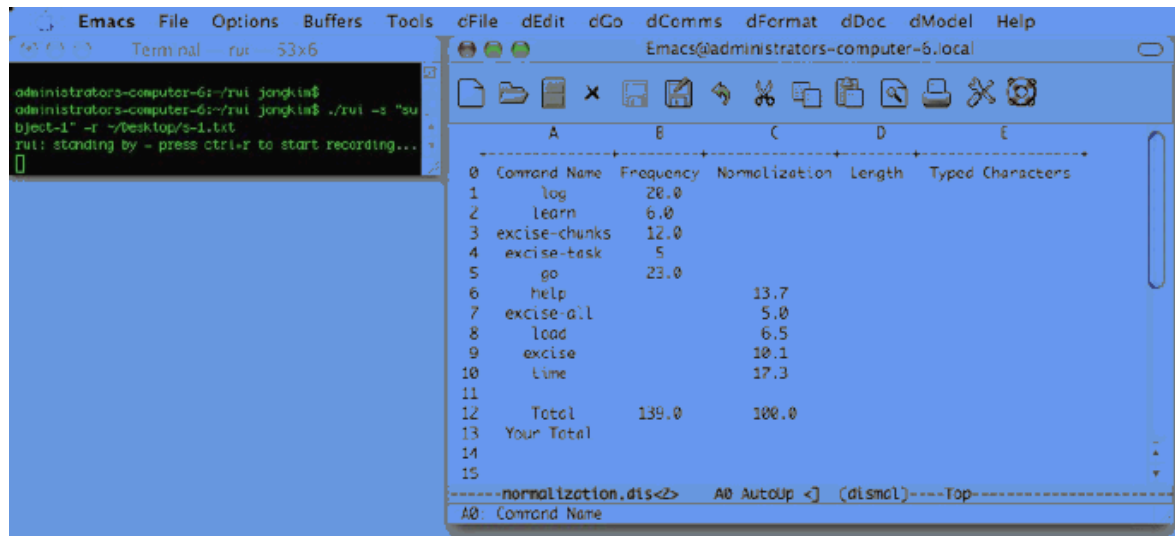 Emacs File Options Buffers Tools dFile dEdit dGo dComms dFormat dDoc dModel Help
Terminal — rui — 53x6
administrators-computer-6:~/rui jongkim$
administrators-computer-6:~/rui jongkim$ ./rui -s "su
bject-1" -r ~/Desktop/s-1.txt
rui: standing by - press ctrl+r to start recording...
Emacs@administrators-computer-6.local
A B C D E
0 Command Name Frequency Normalization Length Typed Characters
1 log 20.0
2 learn 6.0
3 excise-chunks 12.0
4 excise-task 5
5 go 23.0
6 help 13.7
7 excise-all 5.0
8 load 6.5
9 excise 10.1
10 time 17.3
11
12 Total 139.0 100.0
13 Your Total
14
15
------normalization.dis<2> A0 AutoUp <] (dismal)----Top----------------------
A0: Command Name